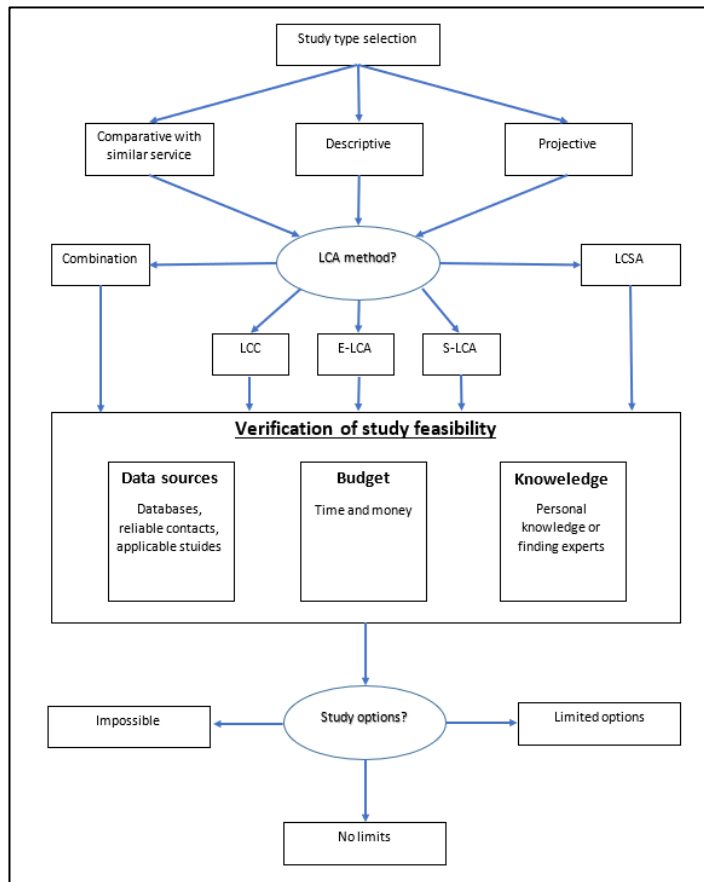 Study type selection
Comparative with
similar service
Descriptive
Projective
LCA method?
Combination
LCSA
LCC
E-LCA
S-LCA
Verification of study feasibility
Data sources
Databases,
reliable contacts,
applicable stuides
Budget
Time and money
Knoweledge
Personal
knowledge or
finding experts
Study options?
Impossible
Limited options
No limits